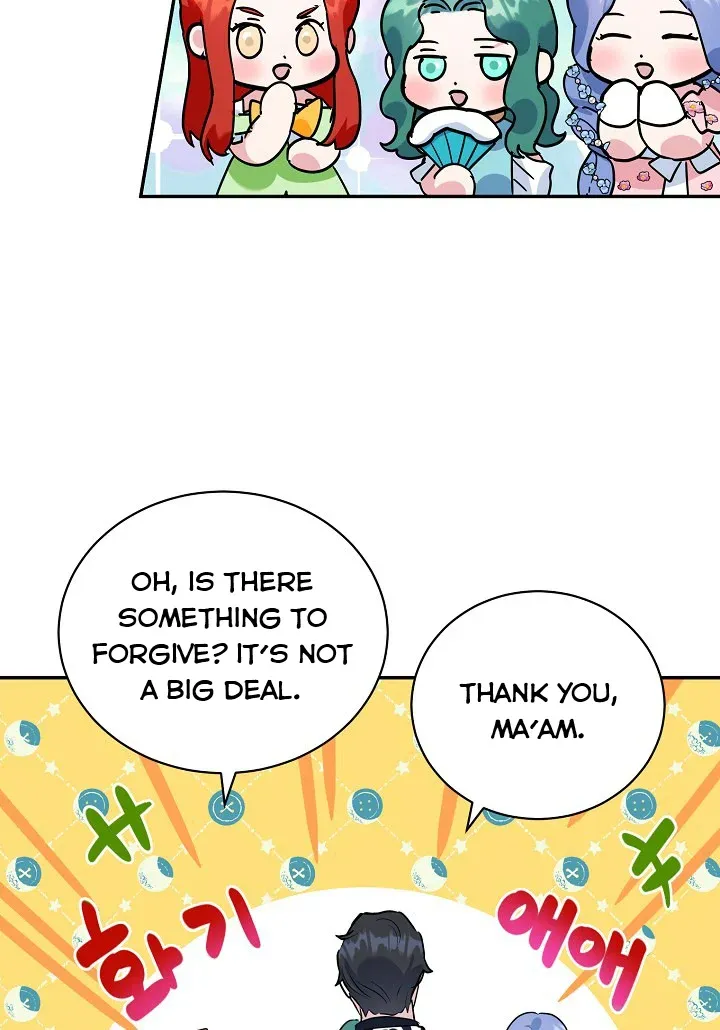 OH, IS THERE
SOMETHING TO
FORGIVE? IT'S NOT
A BIG DEAL.
THANK YOU,
MA'AM.
화기
애애